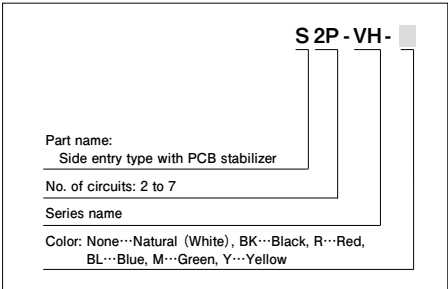 S 2P - VH -
Part name:
Side entry type with PCB stabilizer
No. of circuits: 2 to 7
Series name
Color: None…Natural (White), BK…Black, R…Red,
BL…Blue, M…Green, Y…Yellow